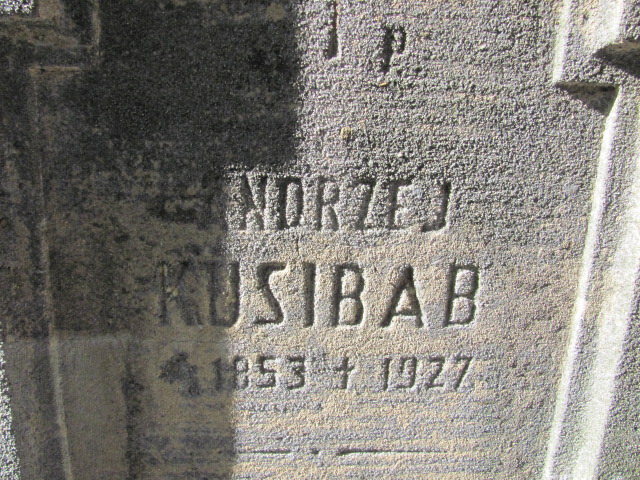 Ś p
ANDRZEJ
KUSIBAB
* 1853 † 1927